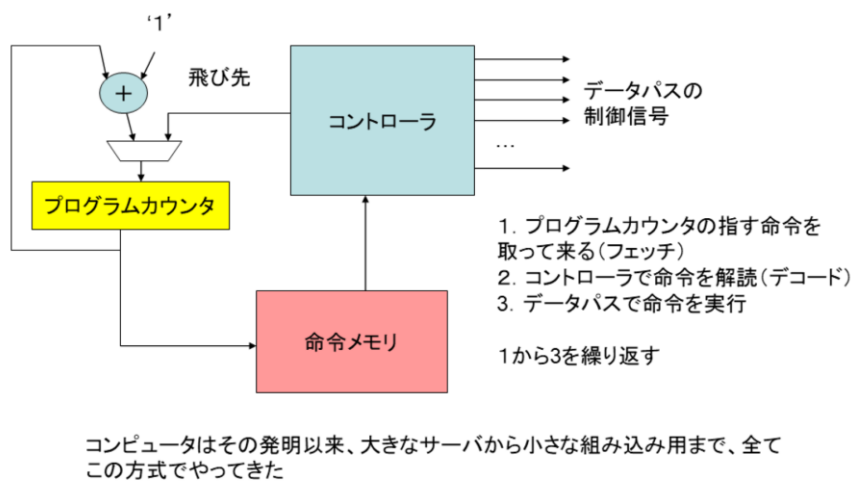 ‘1’
飛び先
+
コントローラ
データパスの
制御信号
…
プログラムカウンタ
命令メモリ
1．プログラムカウンタの指す命令を
取って来る（フェッチ）
2．コントローラで命令を解読（デコード）
3．データパスで命令を実行
1から3を繰り返す
コンピュータはその発明以来、大きなサーバから小さな組み込み用まで、全て
この方式でやってきた